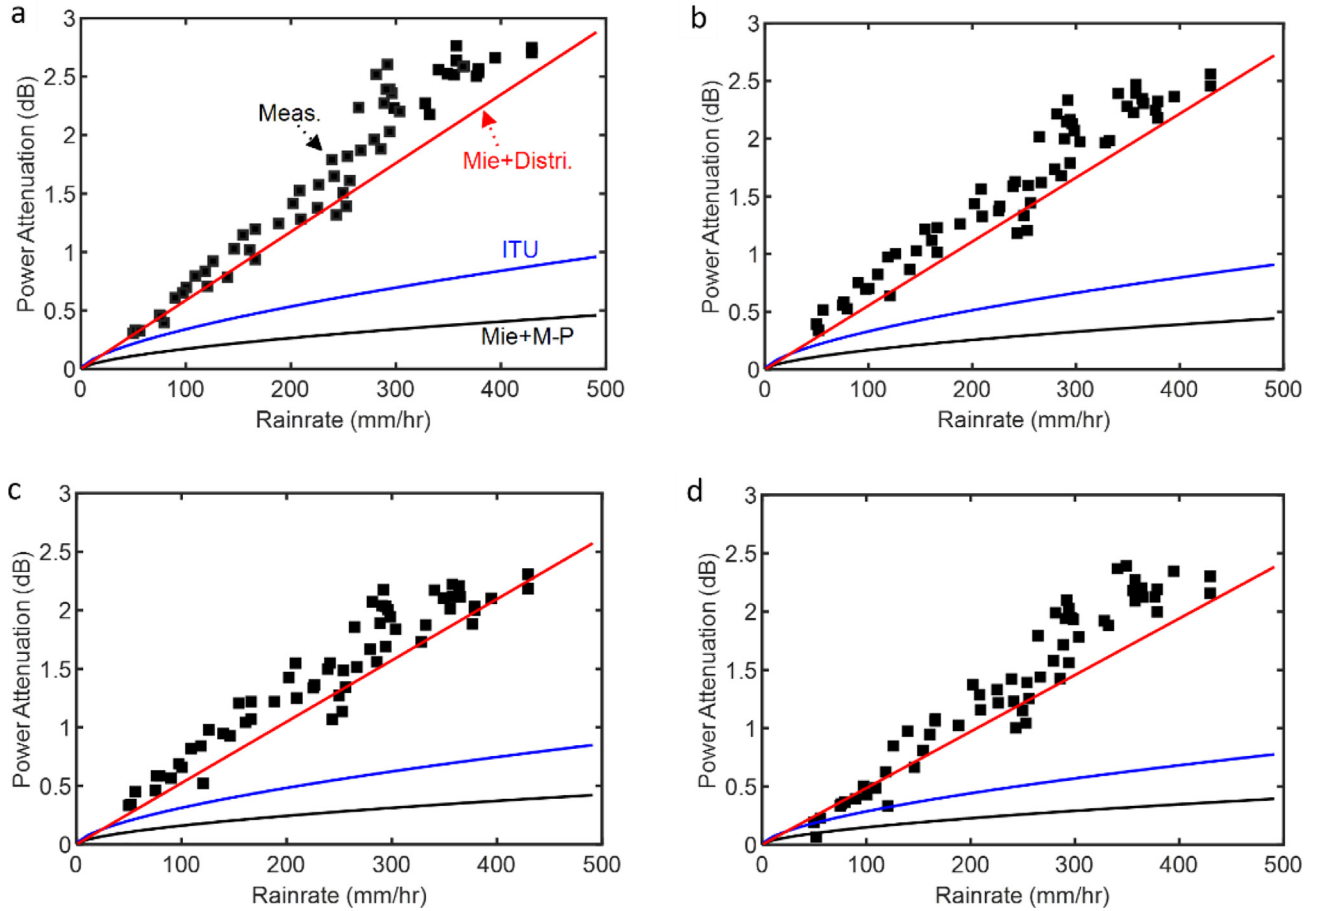 a
3
2.5
2
1.5
1
0.5
0
Power Attenuation (dB)
Meas.
Mie+Distri.
ITU
Mie+M-P
0 100 200 300 400 500
Rainrate (mm/hr)
b
3
2.5
2
1.5
1
0.5
0
Power Attenuation (dB)
0 100 200 300 400 500
Rainrate (mm/hr)
c
3
2.5
2
1.5
1
0.5
0
Power Attenuation (dB)
0 100 200 300 400 500
Rainrate (mm/hr)
d
3
2.5
2
1.5
1
0.5
0
Power Attenuation (dB)
0 100 200 300 400 500
Rainrate (mm/hr)